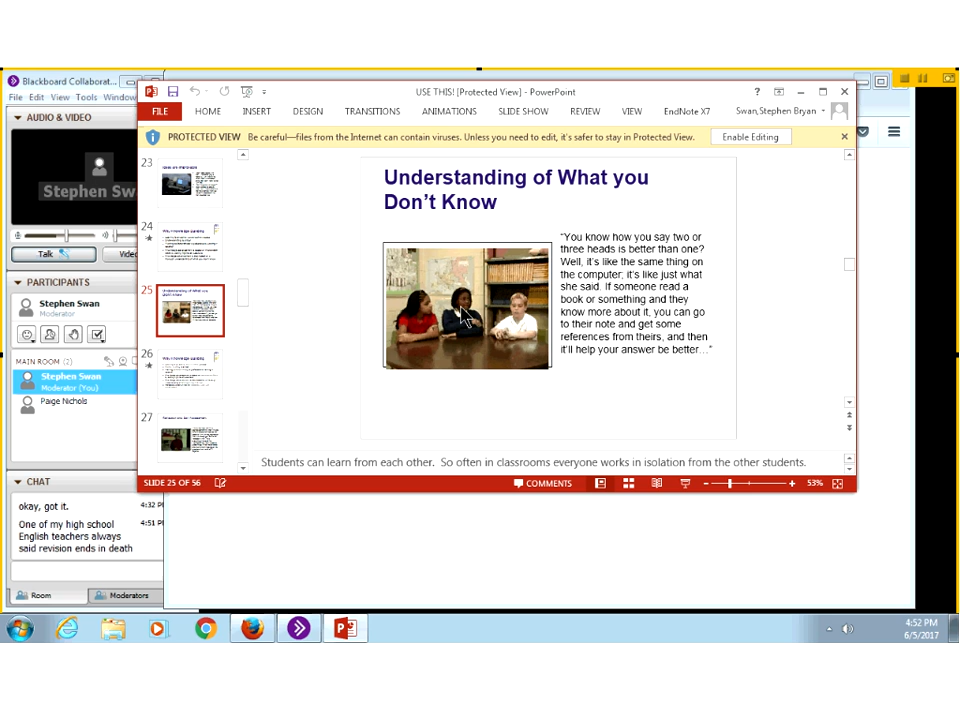 Blackboard Collaborat...
File Edit View Tools Window
AUDIO & VIDEO
Stephen Sw
Talk
Video
PARTICIPANTS
Stephen Swan
Moderator
MAIN ROOM (2)
Stephen Swan
Moderator (You)
Paige Nichols
CHAT
okay, got it.
4:32 P
One of my high school
4:51 P
English teachers always
said revision ends in death
Room
Moderators
USE THIS! [Protected View] - PowerPoint
FILE HOME INSERT DESIGN TRANSITIONS ANIMATIONS SLIDE SHOW REVIEW VIEW EndNote X7 Swan,Stephen Bryan
PROTECTED VIEW Be careful—files from the Internet can contain viruses. Unless you need to edit, it's safer to stay in Protected View. Enable Editing
23
24
25
26
27
Understanding of What you
Don't Know
"You know how you say two or
three heads is better than one?
Well, it's like the same thing on
the computer; it's like just what
she said. If someone read a
book or something and they
know more about it, you can go
to their note and get some
references from theirs, and then
it'll help your answer be better…"
Students can learn from each other. So often in classrooms everyone works in isolation from the other students.
SLIDE 25 OF 56
COMMENTS
53%
4:52 PM
6/5/2017